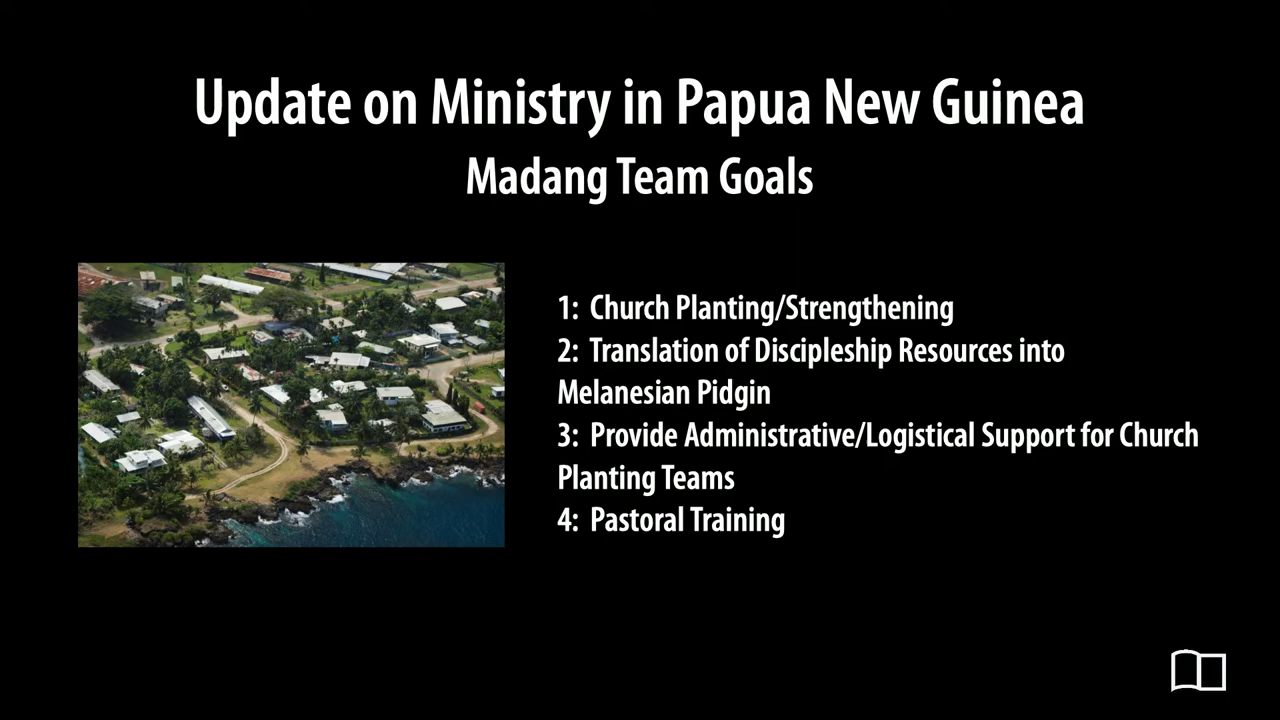 Update on Ministry in Papua New Guinea
Madang Team Goals
1: Church Planting/Strengthening
2: Translation of Discipleship Resources into
Melanesian Pidgin
3: Provide Administrative/Logistical Support for Church
Planting Teams
4: Pastoral Training